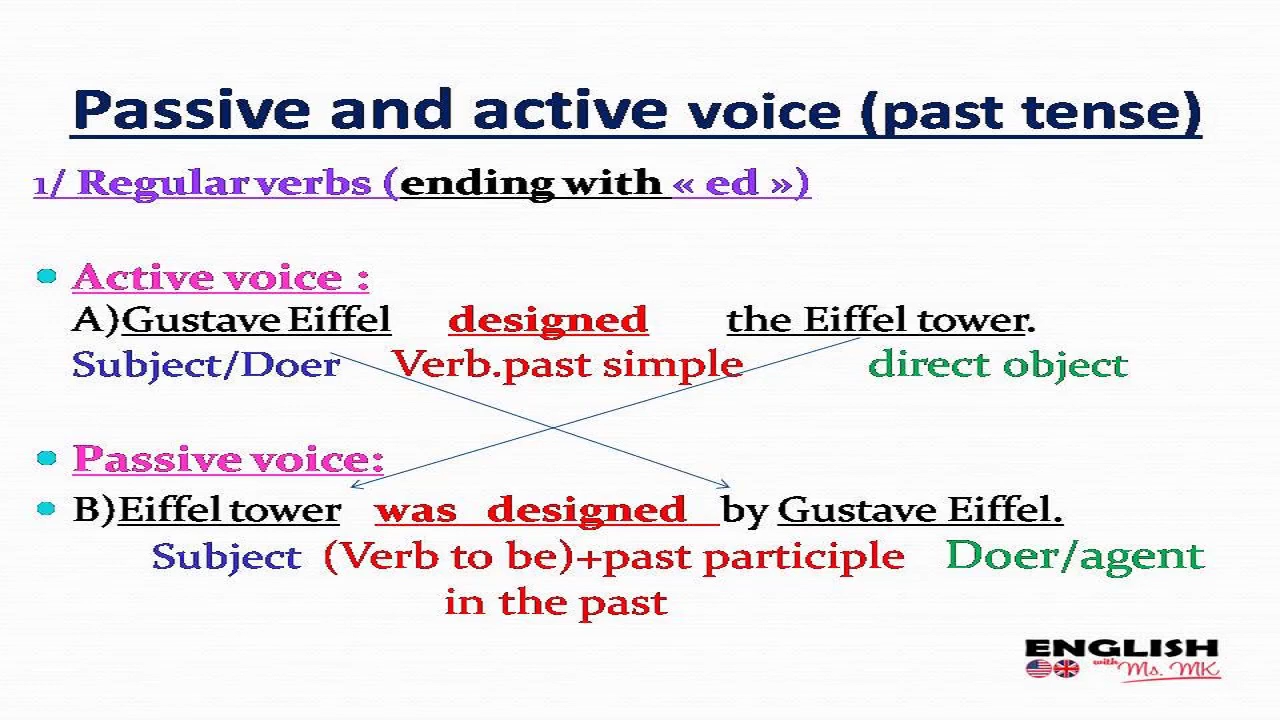 Passive and active voice (past tense)
1/ Regular verbs (ending with « ed »)
Active voice :
A)Gustave Eiffel designed the Eiffel tower.
Subject/Doer Verb.past simple direct object
Passive voice:
B)Eiffel tower was designed by Gustave Eiffel.
Subject (Verb to be)+past participle Doer/agent
in the past
ENGLISH
with Ms. MK